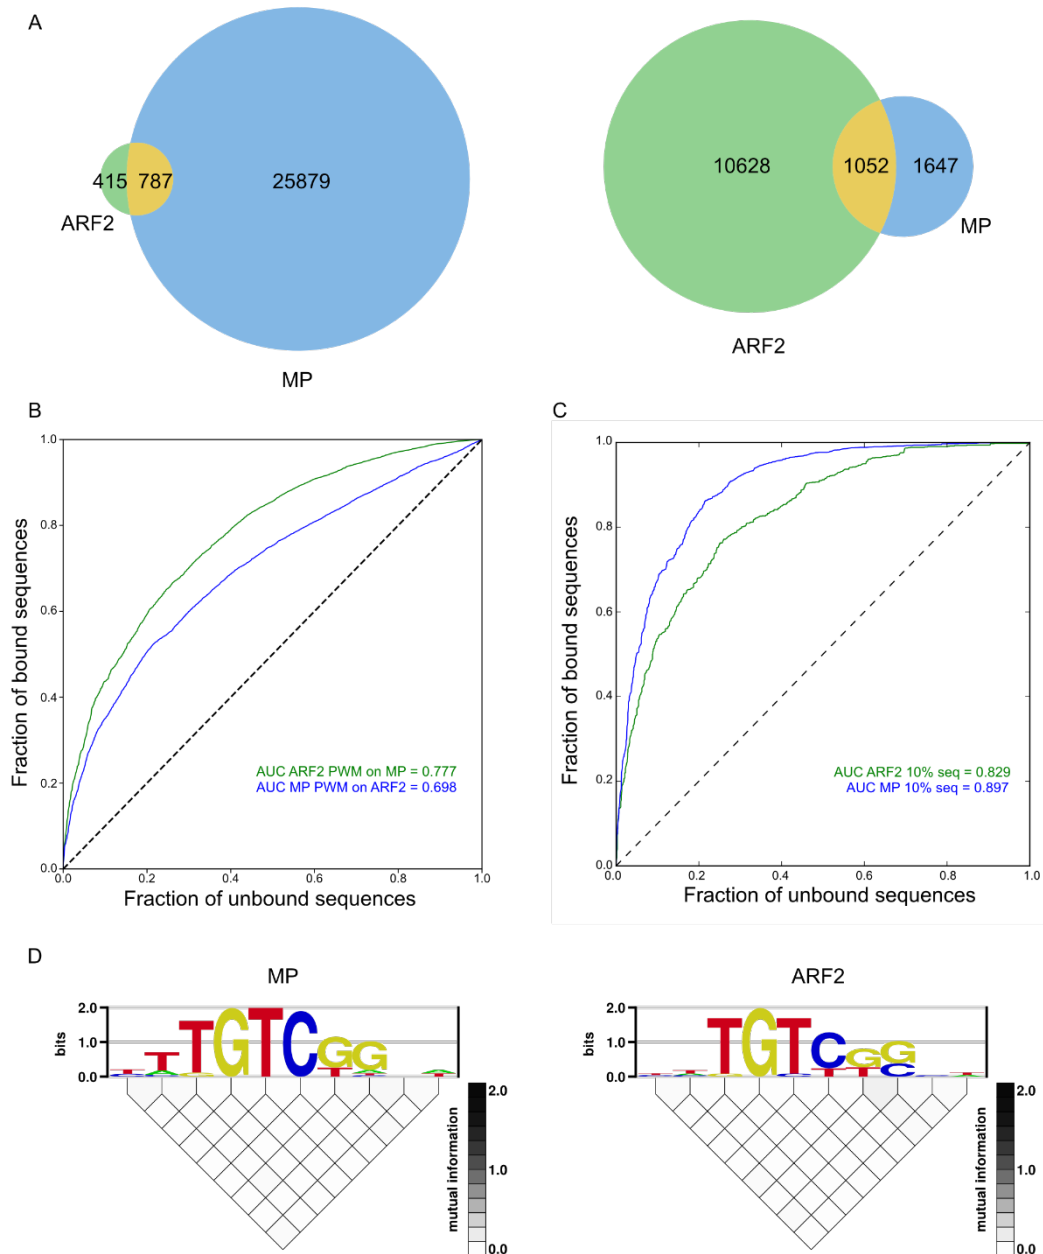 A
415 787 25879
ARF2
MP
10628 1052 1647
MP
ARF2
B
1.0
0.8
0.6
0.4
0.2
0.0
0.0 0.2 0.4 0.6 0.8 1.0
Fraction of bound sequences
Fraction of unbound sequences
AUC ARF2 PWM on MP = 0.777
AUC MP PWM on ARF2 = 0.698
C
1.0
0.8
0.6
0.4
0.2
0.0
0.0 0.2 0.4 0.6 0.8 1.0
Fraction of bound sequences
Fraction of unbound sequences
AUC ARF2 10% seq = 0.829
AUC MP 10% seq = 0.897
D
MP
2.0
1.0
0.0
bits
TTGTCGG
2.0
1.0
0.0
mutual information
ARF2
2.0
1.0
0.0
bits
TGTCGG
2.0
1.0
0.0
mutual information